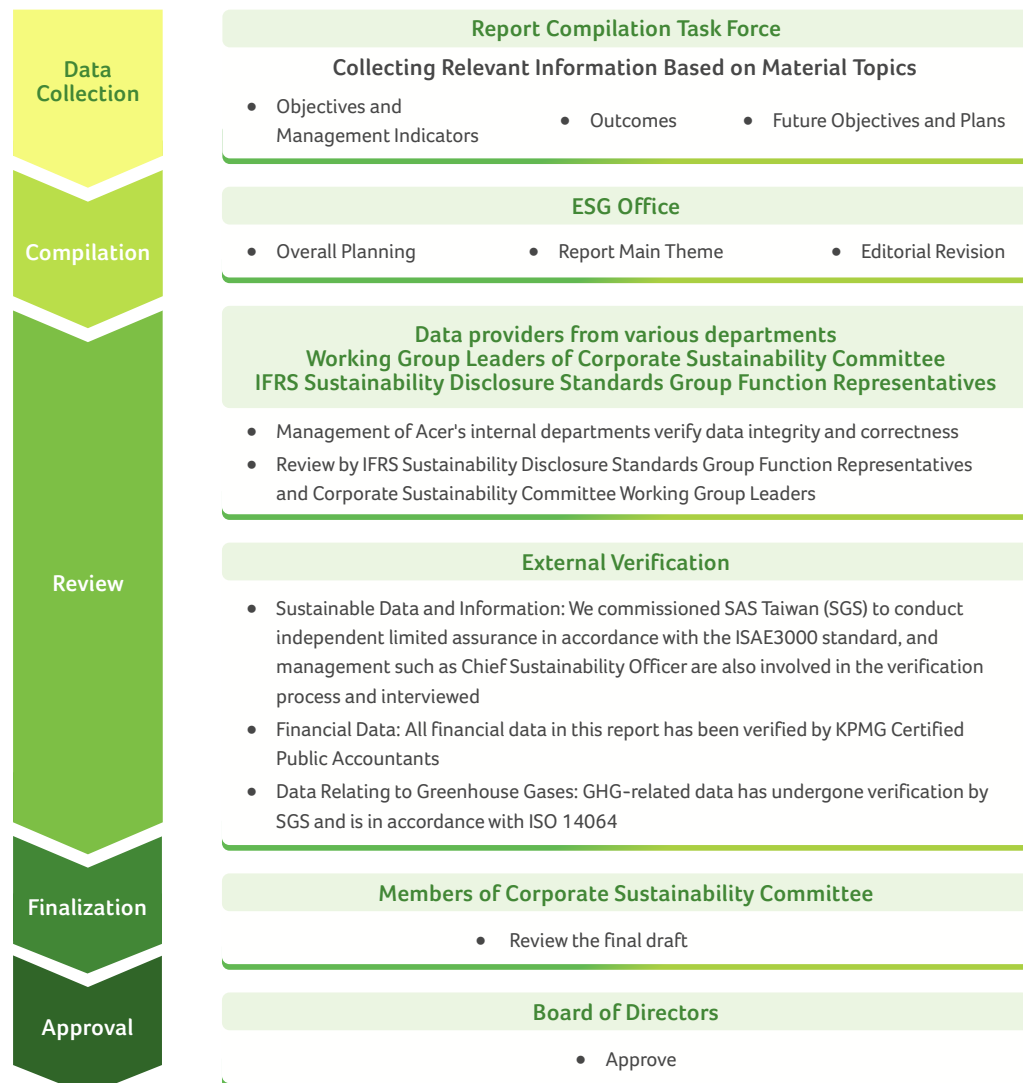 Data
Collection
Report Compilation Task Force
Collecting Relevant Information Based on Material Topics
● Objectives and
Management Indicators
● Outcomes
● Future Objectives and Plans
Compilation
ESG Office
● Overall Planning
● Report Main Theme
● Editorial Revision
Review
Data providers from various departments
Working Group Leaders of Corporate Sustainability Committee
IFRS Sustainability Disclosure Standards Group Function Representatives
● Management of Acer's internal departments verify data integrity and correctness
● Review by IFRS Sustainability Disclosure Standards Group Function Representatives
and Corporate Sustainability Committee Working Group Leaders
External Verification
● Sustainable Data and Information: We commissioned SAS Taiwan (SGS) to conduct
independent limited assurance in accordance with the ISAE3000 standard, and
management such as Chief Sustainability Officer are also involved in the verification
process and interviewed
● Financial Data: All financial data in this report has been verified by KPMG Certified
Public Accountants
● Data Relating to Greenhouse Gases: GHG-related data has undergone verification by
SGS and is in accordance with ISO 14064
Finalization
Members of Corporate Sustainability Committee
● Review the final draft
Approval
Board of Directors
● Approve